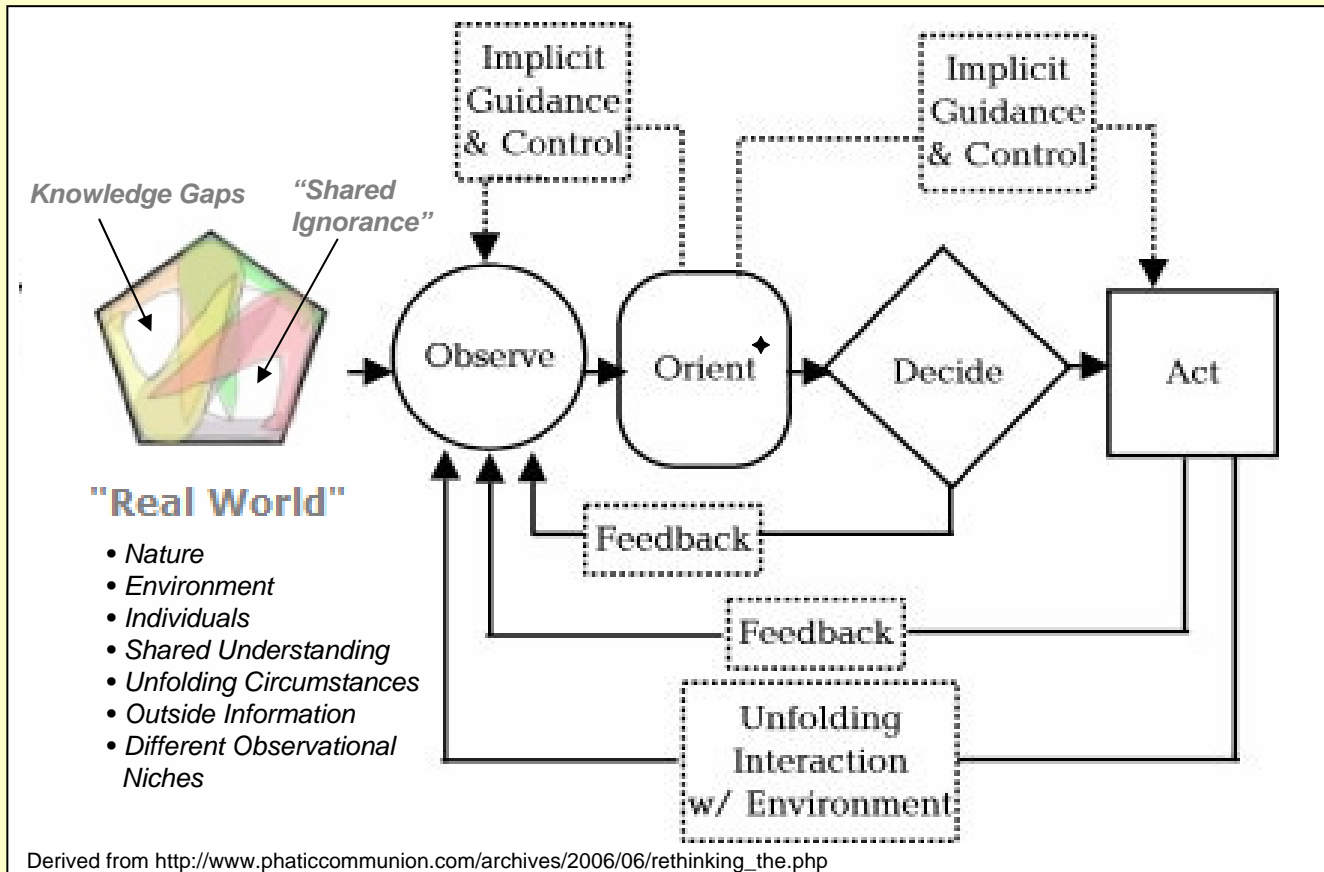 Implicit
Guidance
& Control
Implicit
Guidance
& Control
Knowledge Gaps
“Shared
Ignorance”
Observe
Orient
Decide
Act
"Real World"
• Nature
• Environment
• Individuals
• Shared Understanding
• Unfolding Circumstances
• Outside Information
• Different Observational
Niches
Feedback
Feedback
Unfolding
Interaction
w/ Environment
Derived from http://www.phaticcommunion.com/archives/2006/06/rethinking_the.php